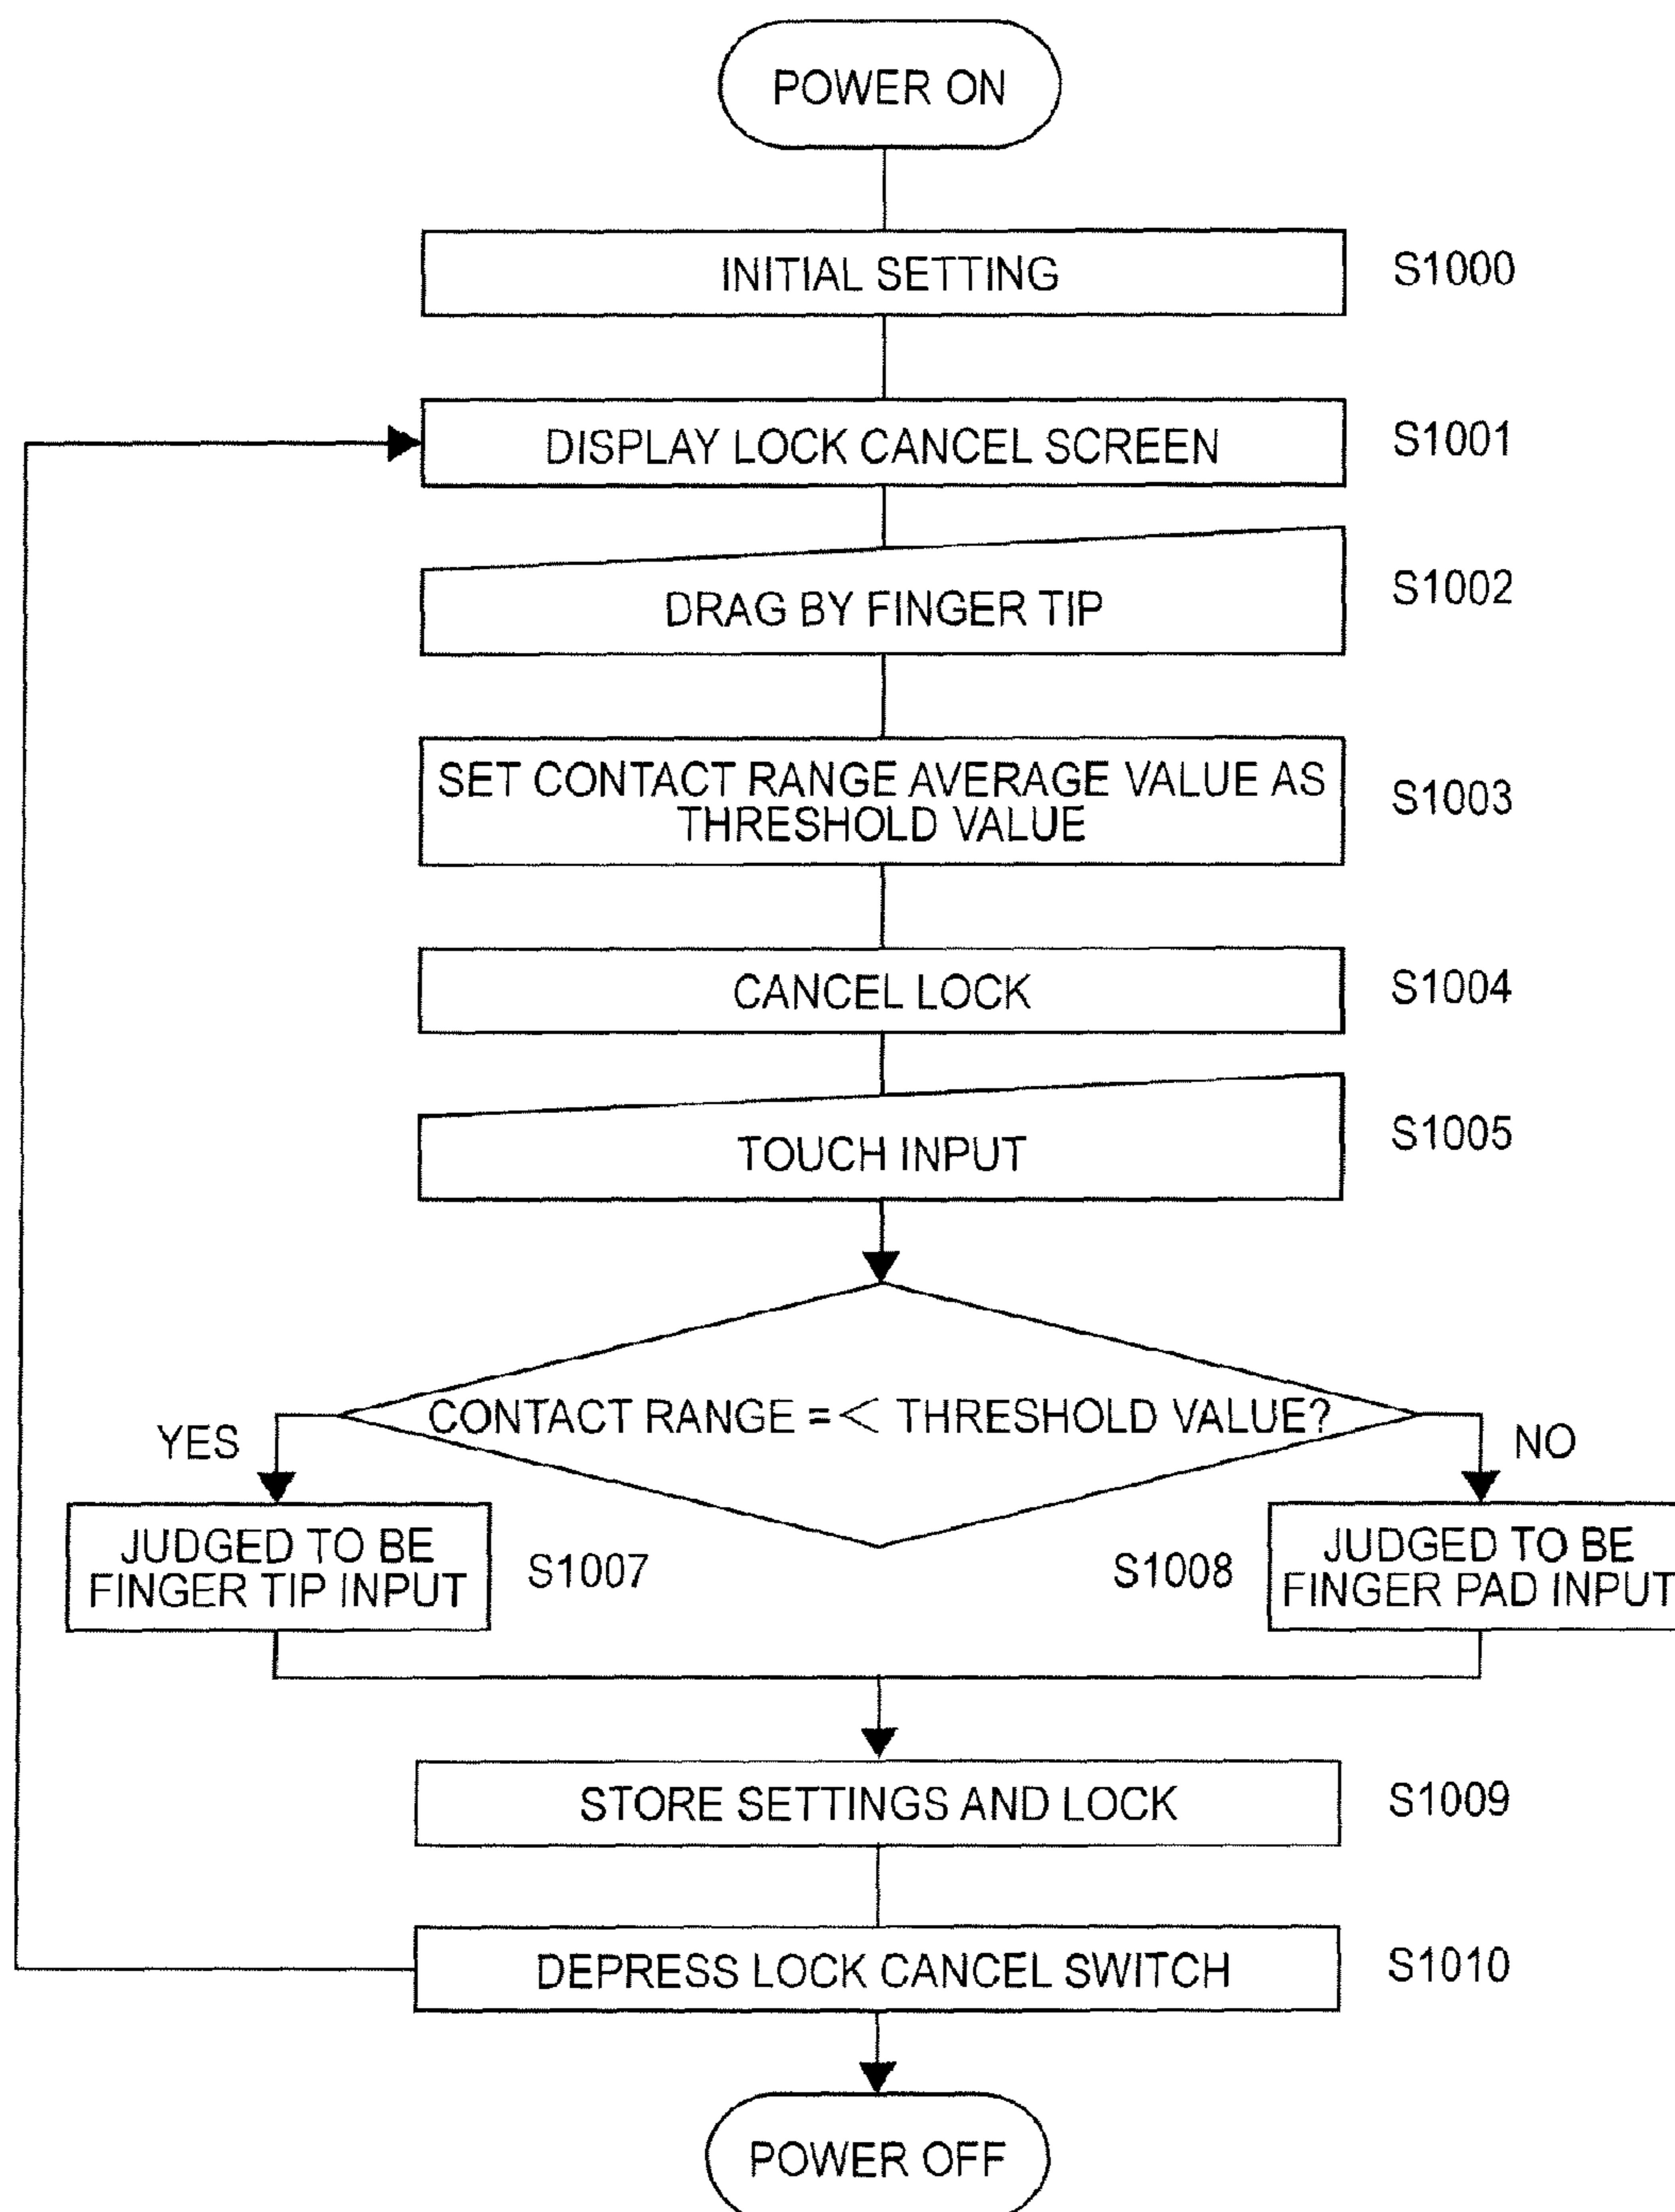 POWER ON
INITIAL SETTING
S1000
DISPLAY LOCK CANCEL SCREEN
S1001
DRAG BY FINGER TIP
S1002
SET CONTACT RANGE AVERAGE VALUE AS
THRESHOLD VALUE
S1003
CANCEL LOCK
S1004
TOUCH INPUT
S1005
CONTACT RANGE =< THRESHOLD VALUE?
YES
NO
JUDGED TO BE
FINGER TIP INPUT
S1007
S1008
JUDGED TO BE
FINGER PAD INPUT
STORE SETTINGS AND LOCK
S1009
DEPRESS LOCK CANCEL SWITCH
S1010
POWER OFF